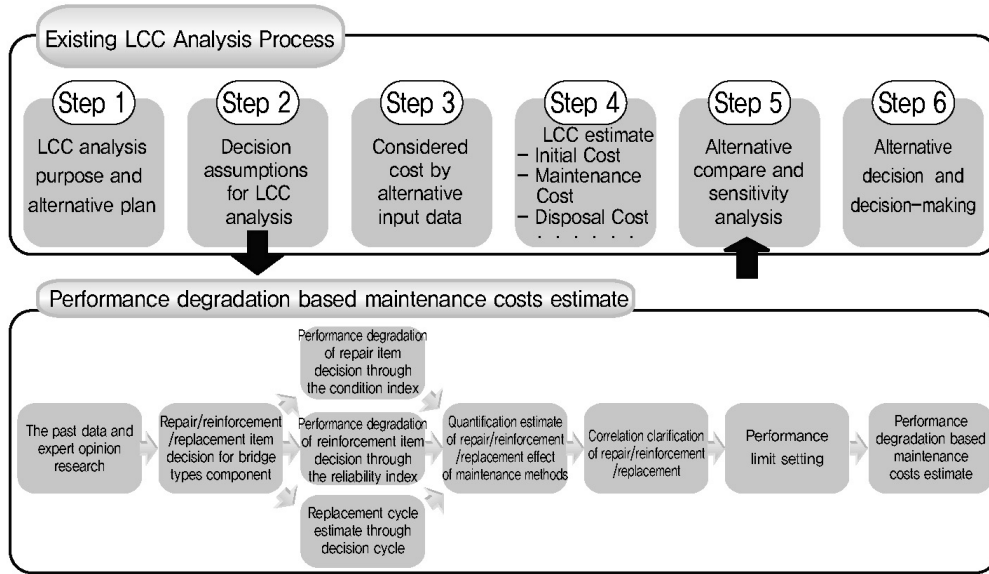 Existing LCC Analysis Process
Step 1
LCC analysis
purpose and
alternative plan
Step 2
Decision
assumptions
for LCC
analysis
Step 3
Considered
cost by
alternative
input data
Step 4
LCC estimate
– Initial Cost
– Maintenance
Cost
– Disposal Cost
. . . . . .
Step 5
Alternative
compare and
sensitivity
analysis
Step 6
Alternative
decision and
decision-making
Performance degradation based maintenance costs estimate
The past data and
expert opinion
research
Repair/reinforcement
/replacement item
decision for bridge
types component
Performance degradation
of repair item
decision through
the condition index
Performance degradation
of reinforcement item
decision through
the reliability index
Replacement cycle
estimate through
decision cycle
Quantification estimate
of repair/reinforcement
/replacement effect
of maintenance methods
Correlation clarification
of repair/reinforcement
/replacement
Performance
limit setting
Performance
degradation based
maintenance
costs estimate